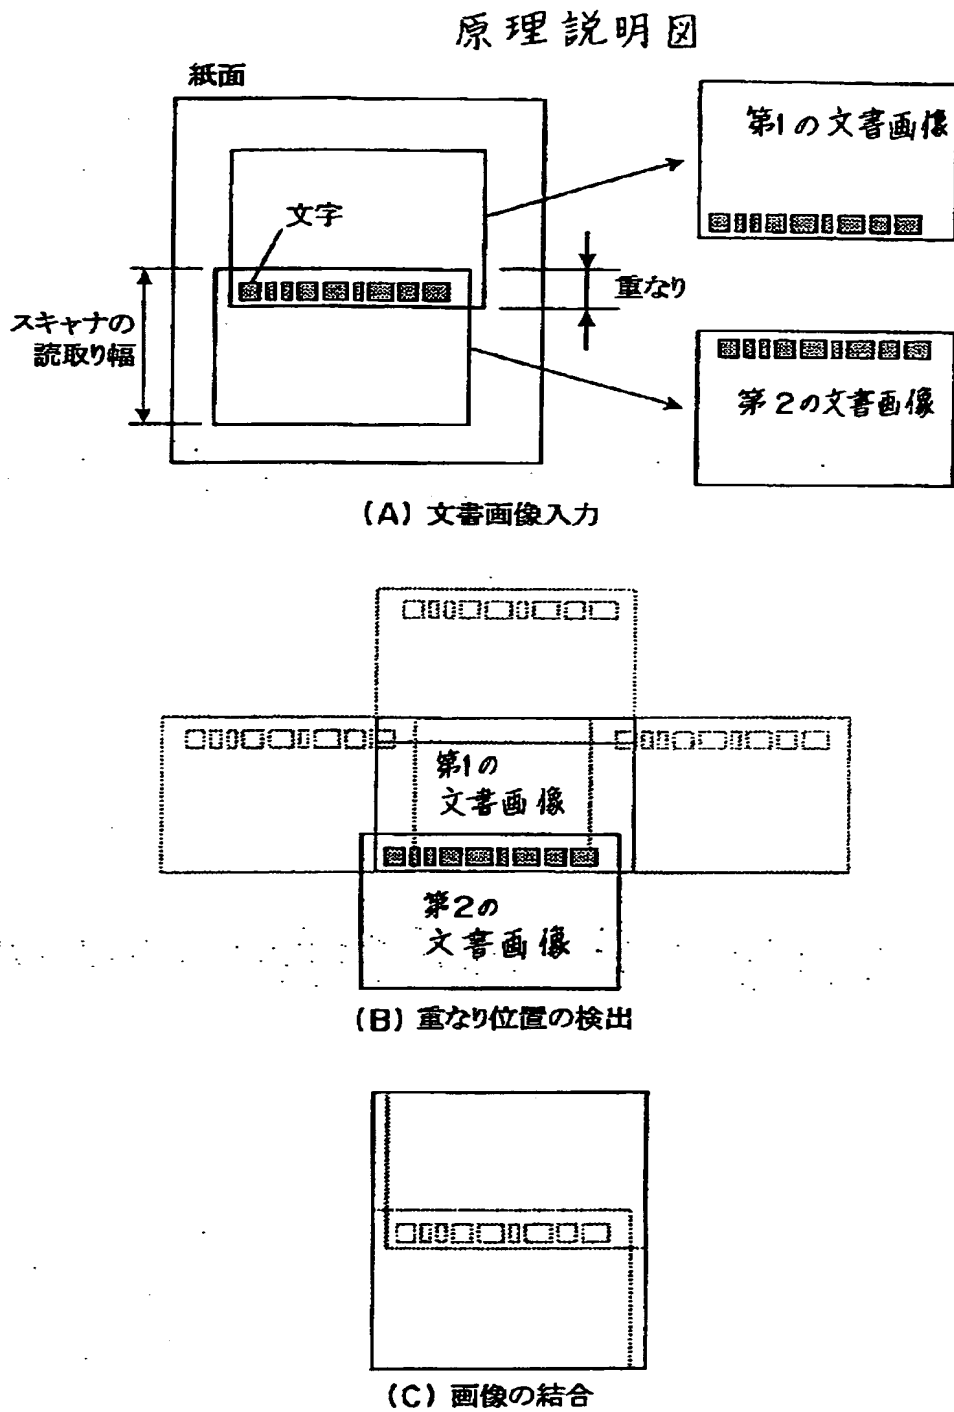 原理説明図
紙面
第1の文書画像
文字
重なり
スキャナの
読取り幅
第2の文書画像
(A) 文書画像入力
第1の
文書画像
第2の
文書画像
(B) 重なり位置の検出
(C) 画像の結合